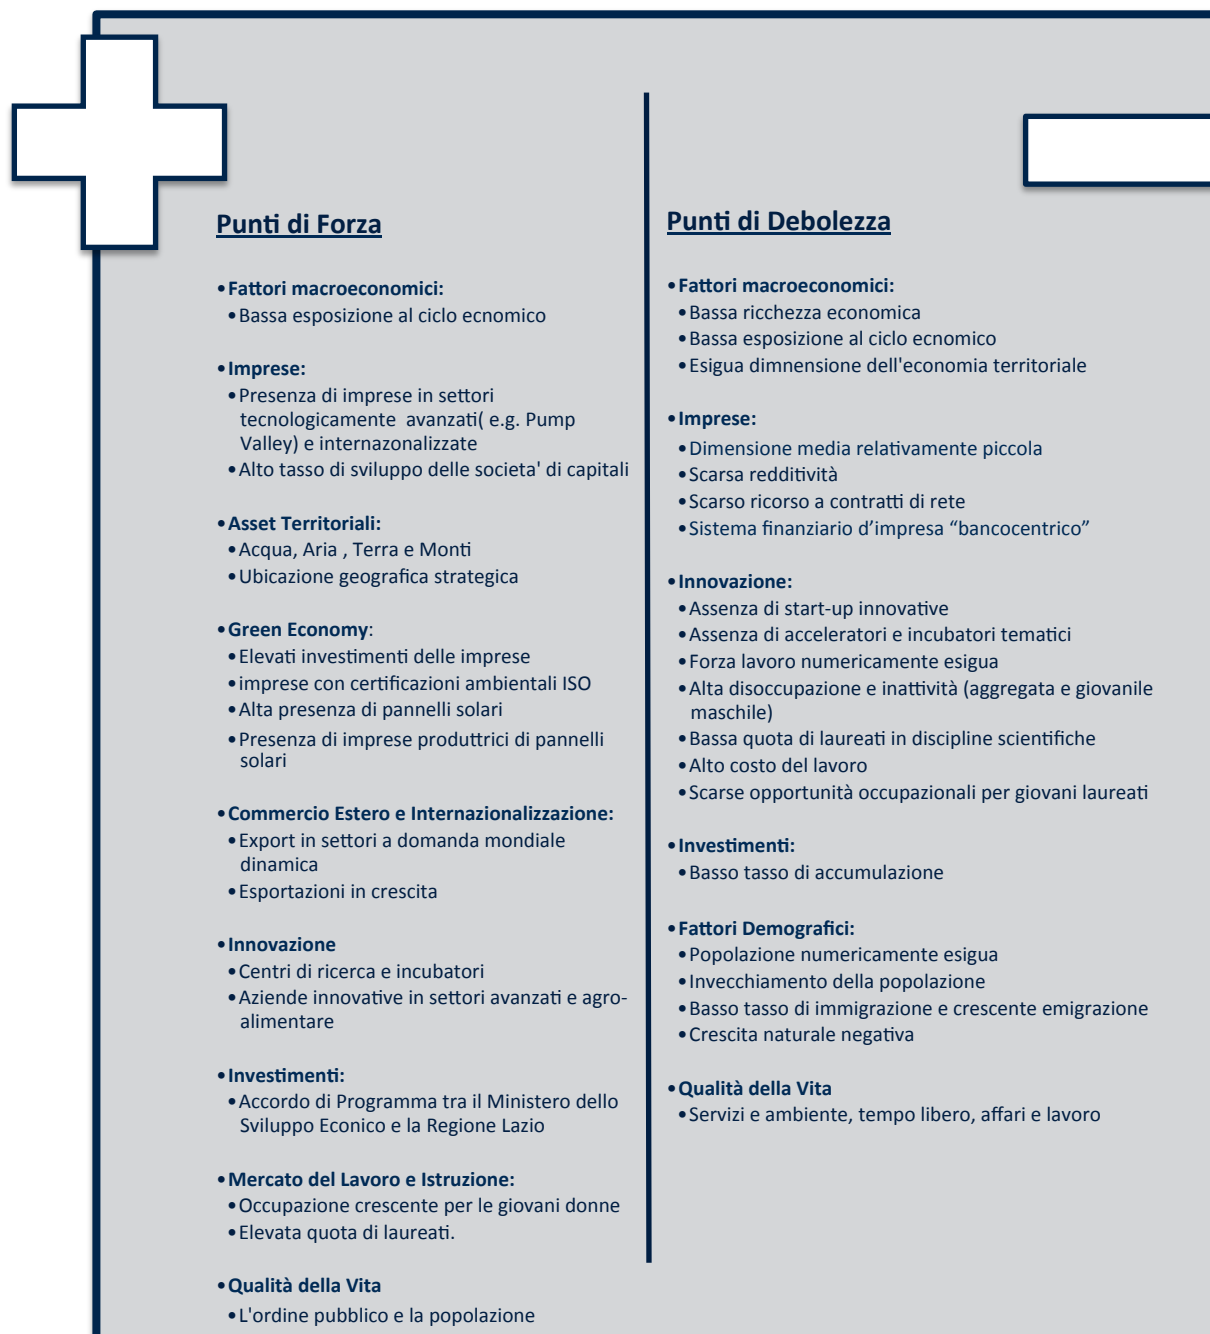 Punti di Forza
•Fattori macroeconomici:
•Bassa esposizione al ciclo ecnomico
•Imprese:
•Presenza di imprese in settori
tecnologicamente avanzati( e.g. Pump
Valley) e internazonalizzate
•Alto tasso di sviluppo delle societa' di capitali
•Asset Territoriali:
•Acqua, Aria , Terra e Monti
•Ubicazione geografica strategica
•Green Economy:
•Elevati investimenti delle imprese
•imprese con certificazioni ambientali ISO
•Alta presenza di pannelli solari
•Presenza di imprese produttrici di pannelli
solari
•Commercio Estero e Internazionalizzazione:
•Export in settori a domanda mondiale
dinamica
•Esportazioni in crescita
•Innovazione
•Centri di ricerca e incubatori
•Aziende innovative in settori avanzati e agro-
alimentare
•Investimenti:
•Accordo di Programma tra il Ministero dello
Sviluppo Econico e la Regione Lazio
•Mercato del Lavoro e Istruzione:
•Occupazione crescente per le giovani donne
•Elevata quota di laureati.
•Qualità della Vita
•L'ordine pubblico e la popolazione
Punti di Debolezza
•Fattori macroeconomici:
•Bassa ricchezza economica
•Bassa esposizione al ciclo ecnomico
•Esigua dimnensione dell'economia territoriale
•Imprese:
•Dimensione media relativamente piccola
•Scarsa redditività
•Scarso ricorso a contratti di rete
•Sistema finanziario d’impresa “bancocentrico”
•Innovazione:
•Assenza di start-up innovative
•Assenza di acceleratori e incubatori tematici
•Forza lavoro numericamente esigua
•Alta disoccupazione e inattività (aggregata e giovanile
maschile)
•Bassa quota di laureati in discipline scientifiche
•Alto costo del lavoro
•Scarse opportunità occupazionali per giovani laureati
•Investimenti:
•Basso tasso di accumulazione
•Fattori Demografici:
•Popolazione numericamente esigua
•Invecchiamento della popolazione
•Basso tasso di immigrazione e crescente emigrazione
•Crescita naturale negativa
•Qualità della Vita
•Servizi e ambiente, tempo libero, affari e lavoro